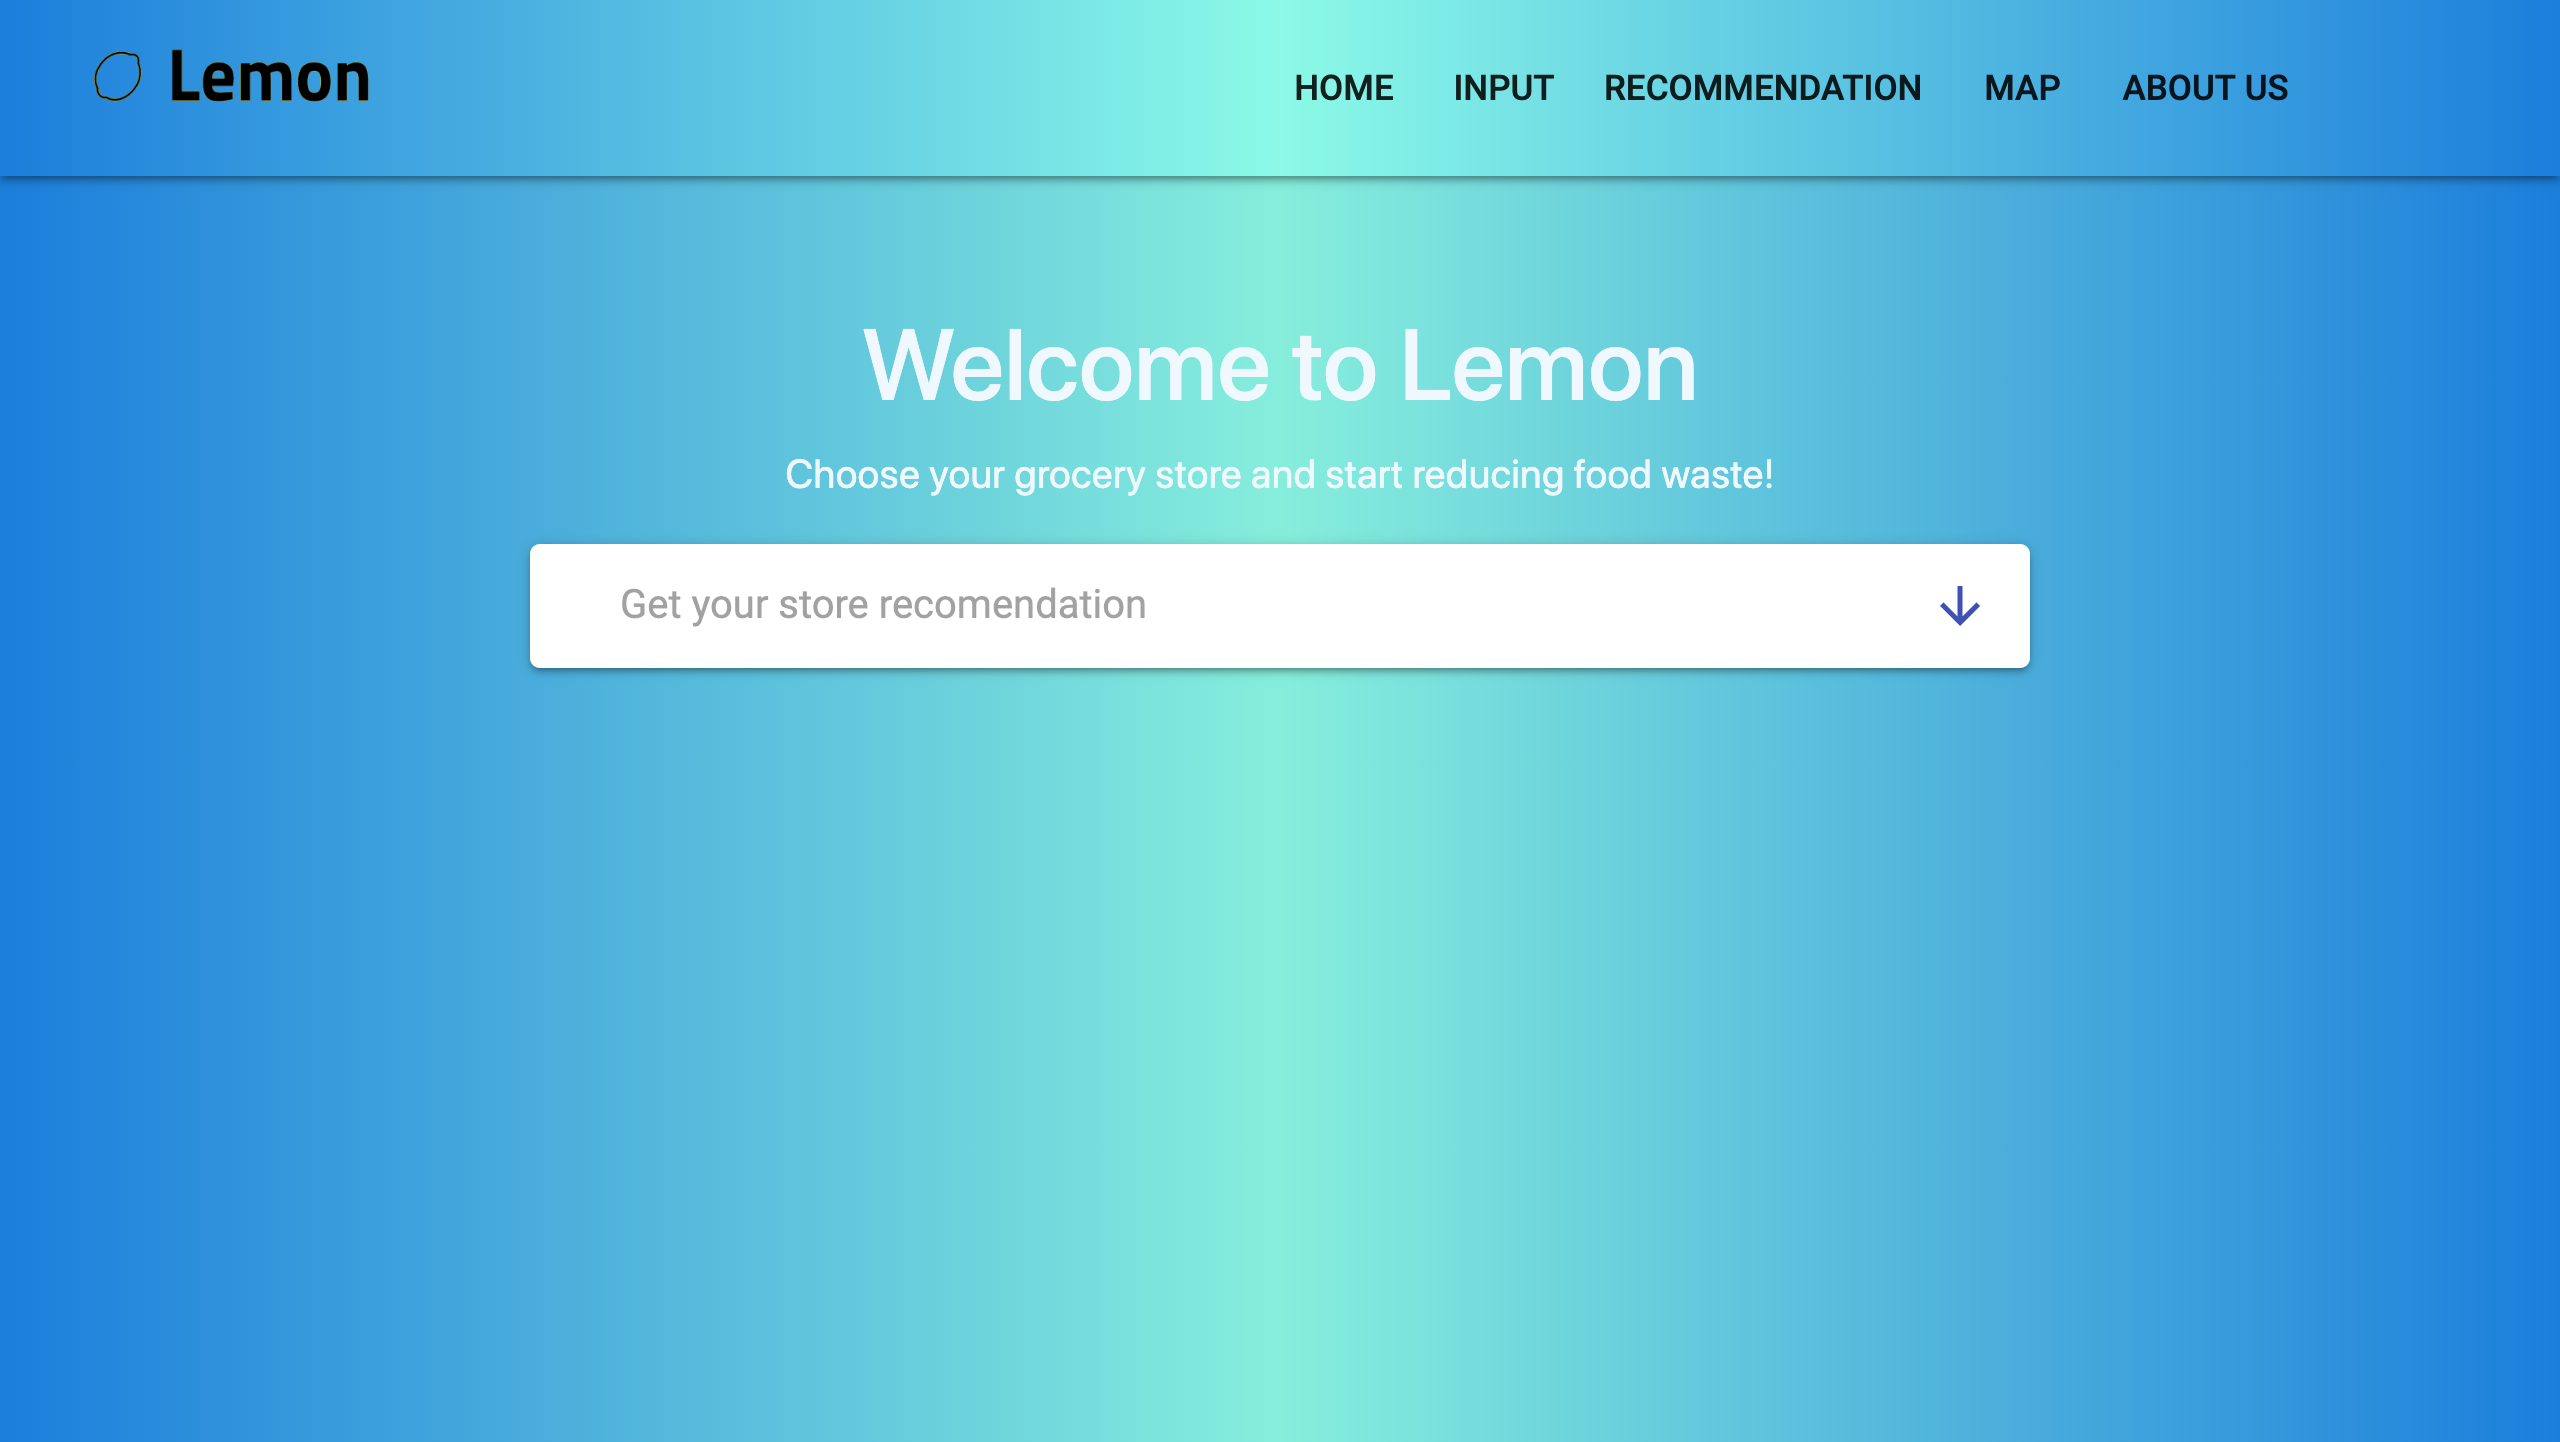 Lemon
HOME INPUT RECOMMENDATION MAP ABOUT US
Welcome to Lemon
Choose your grocery store and start reducing food waste!
Get your store recomendation